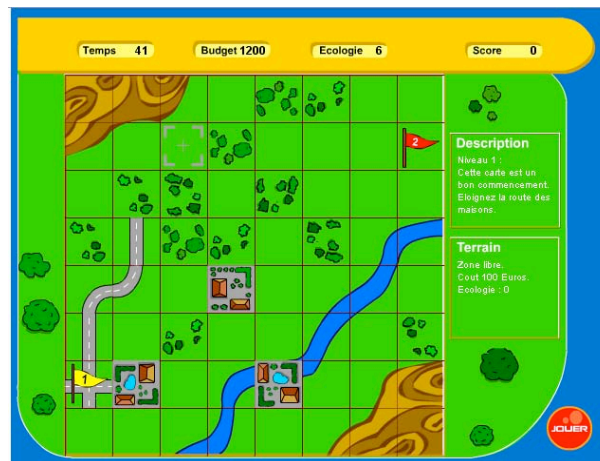 Temps 41 Budget 1200 Ecologie 6 Score 0
2
Description
Niveau 1 :
Cette carte est un
bon commencement.
Eloignez la route des
maisons.
Terrain
Zone libre.
Cout 100 Euros.
Ecologie : 0
1
JOUER